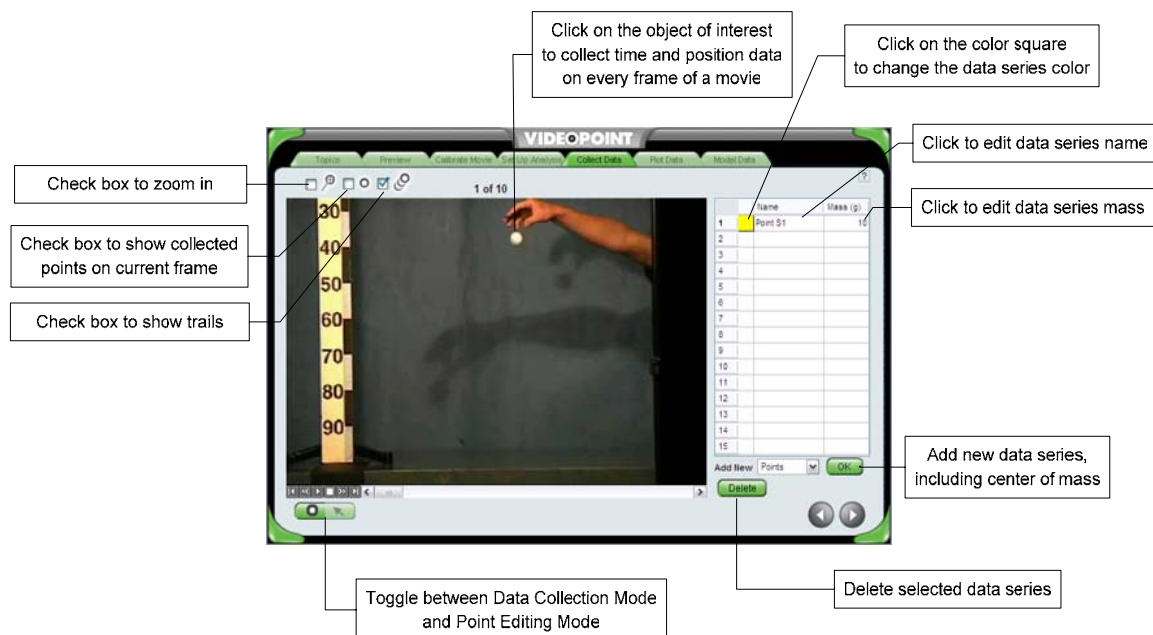 Click on the object of interest
to collect time and position data
on every frame of a movie
Click on the color square
to change the data series color
Click to edit data series name
Click to edit data series mass
Check box to zoom in
Check box to show collected
points on current frame
Check box to show trails
VIDEOPOINT
Topics Preview Calibrate Movie Set Up Analysis Collect Data Plot Data Model Data
?
1 of 10
Name Mass (g)
1 Point S1 10
2
3
4
5
6
7
8
9
10
11
12
13
14
15
30
40
50
60
70
80
90
Add New Points OK
Delete
Add new data series,
including center of mass
Delete selected data series
Toggle between Data Collection Mode
and Point Editing Mode